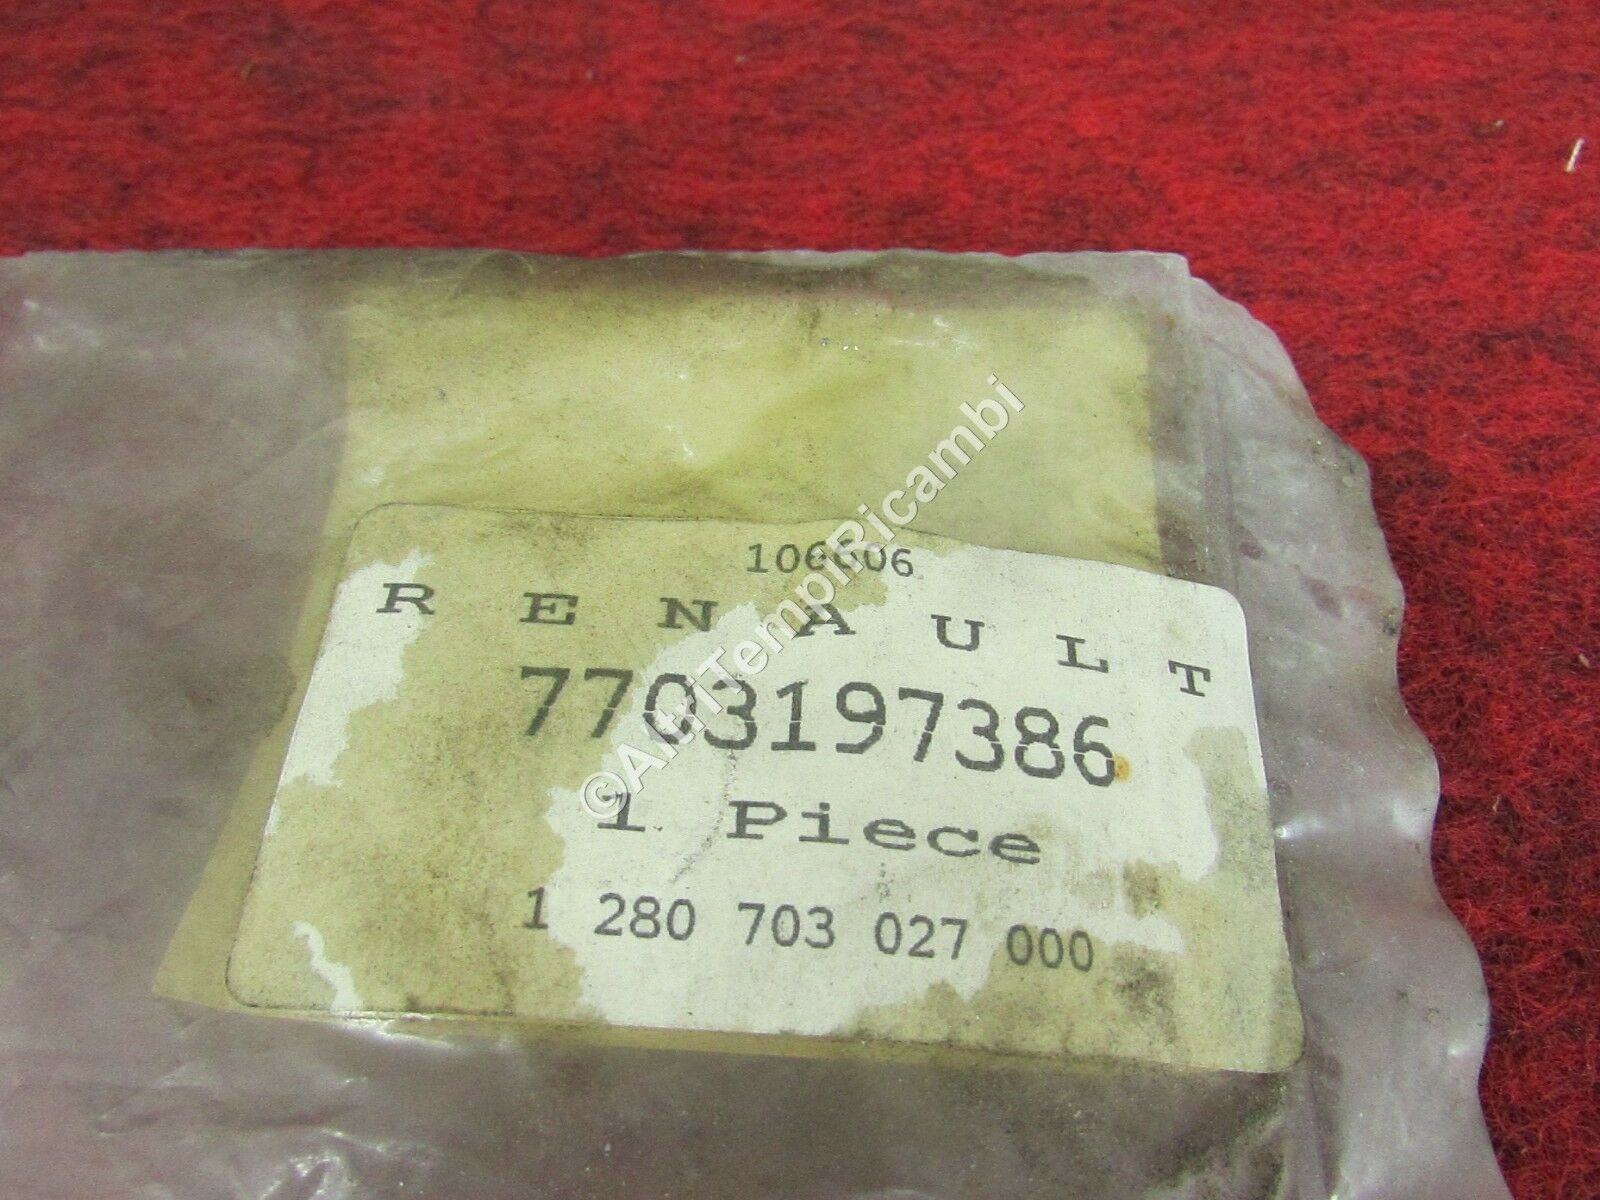 106606
RENAULT
7703197386
1 Piece
1 280 703 027 000
©AltriTempiRicambi